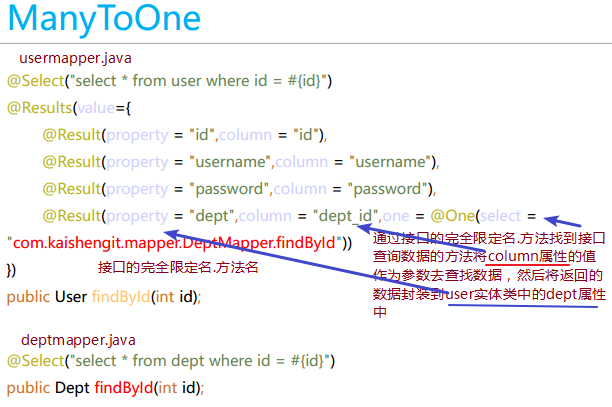 ManyToOne
usermapper.java
@Select("select * from user where id = #{id}")
@Results(value={
@Result(property = "id",column = "id"),
@Result(property = "username",column = "username"),
@Result(property = "password",column = "password"),
@Result(property = "dept",column = "dept_id",one = @One(select =
"com.kaishengit.mapper.DeptMapper.findById"))
})
接口的完全限定名.方法名
通过接口的完全限定名.方法找到接口
查询数据的方法将column属性的值
作为参数去查找数据，然后将返回的
数据封装到user实体类中的dept属性
中
public User findById(int id);
deptmapper.java
@Select("select * from dept where id = #{id}")
public Dept findById(int id);